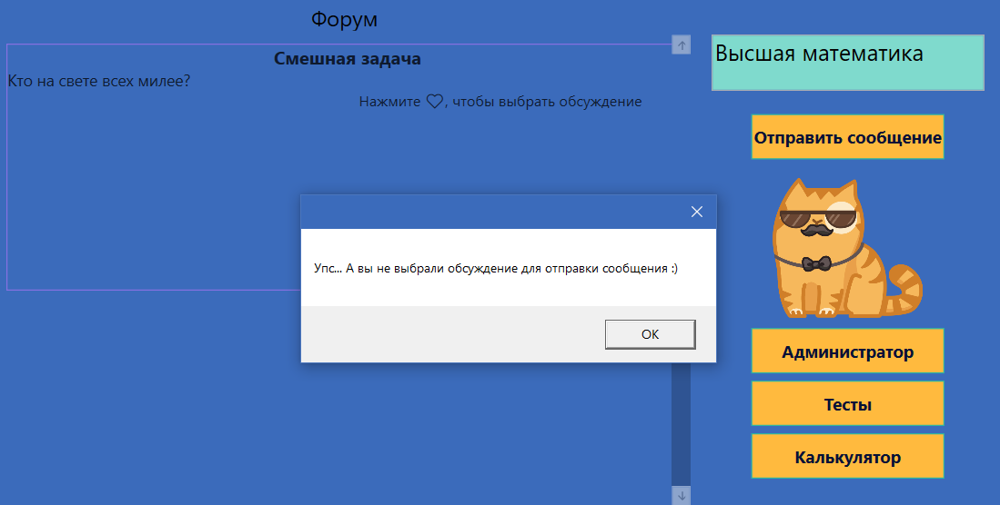 Форум
Смешная задача
Кто на свете всех милее?
Нажмите ♡, чтобы выбрать обсуждение
Упс... А вы не выбрали обсуждение для отправки сообщения :)
OK
Высшая математика
Отправить сообщение
Администратор
Тесты
Калькулятор